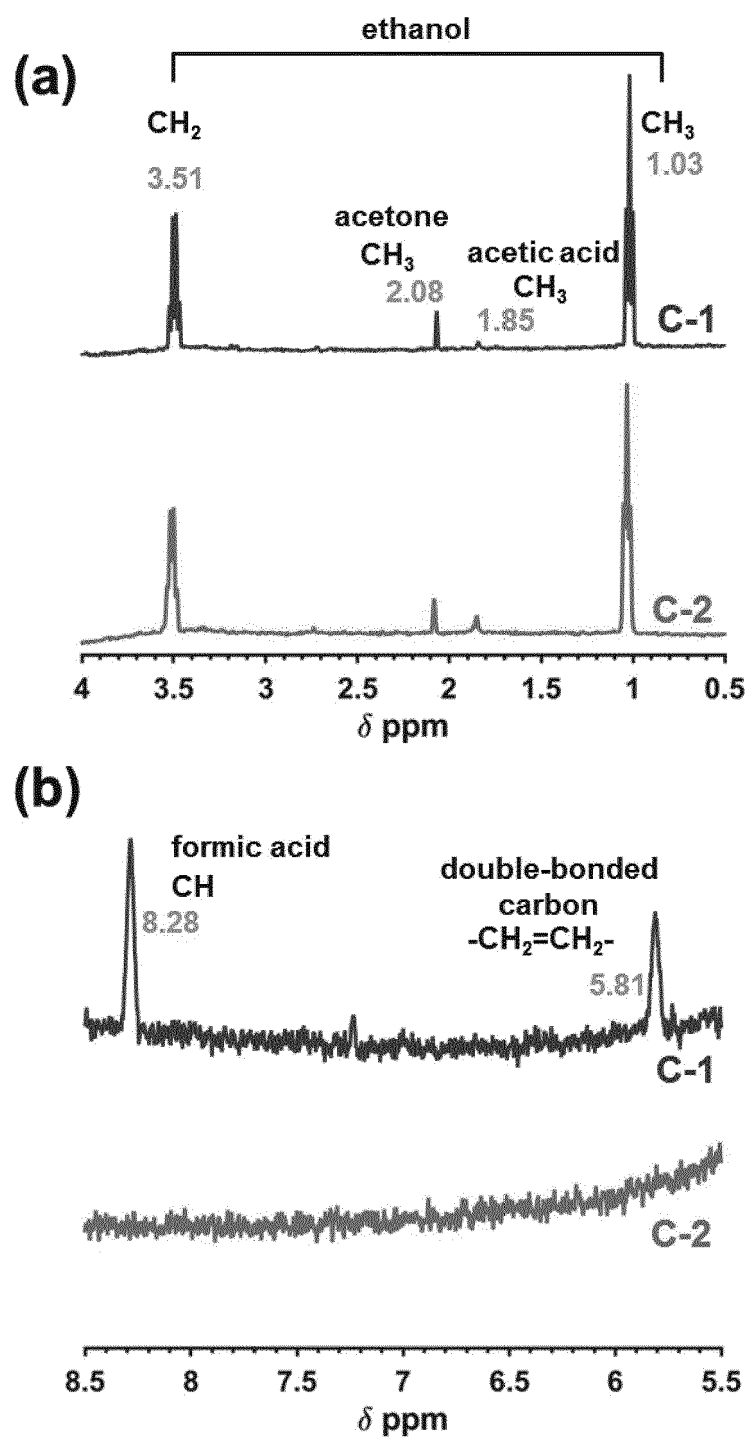 ethanol
(a)
CH₂
CH₃
3.51
1.03
acetone
CH₃
acetic acid
CH₃
2.08
1.85
C-1
C-2
4 3.5 3 2.5 2 1.5 1 0.5
δ ppm
(b)
formic acid
CH
8.28
double-bonded
carbon
-CH₂=CH₂-
5.81
C-1
C-2
8.5 8 7.5 7 6.5 6 5.5
δ ppm